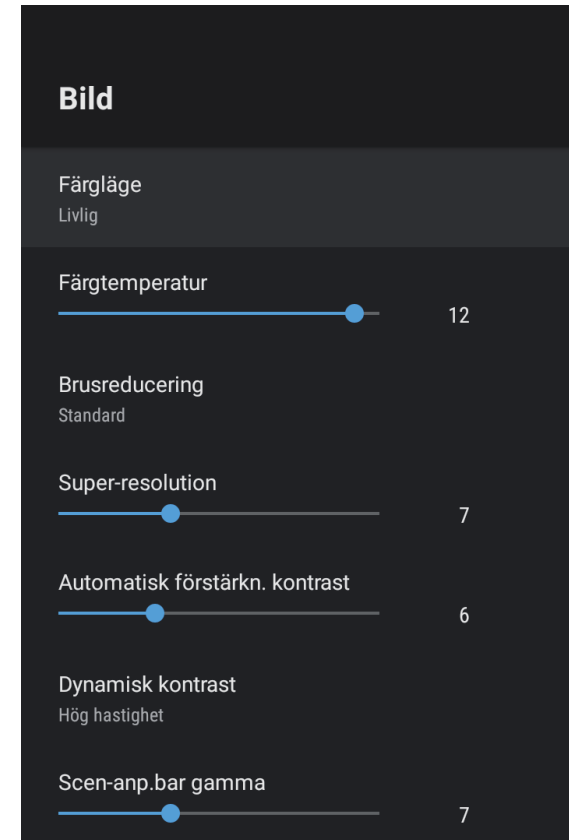 Bild
Färgläge
Livlig
Färgtemperatur
12
Brusreducering
Standard
Super-resolution
7
Automatisk förstärkn. kontrast
6
Dynamisk kontrast
Hög hastighet
Scen-anp.bar gamma
7